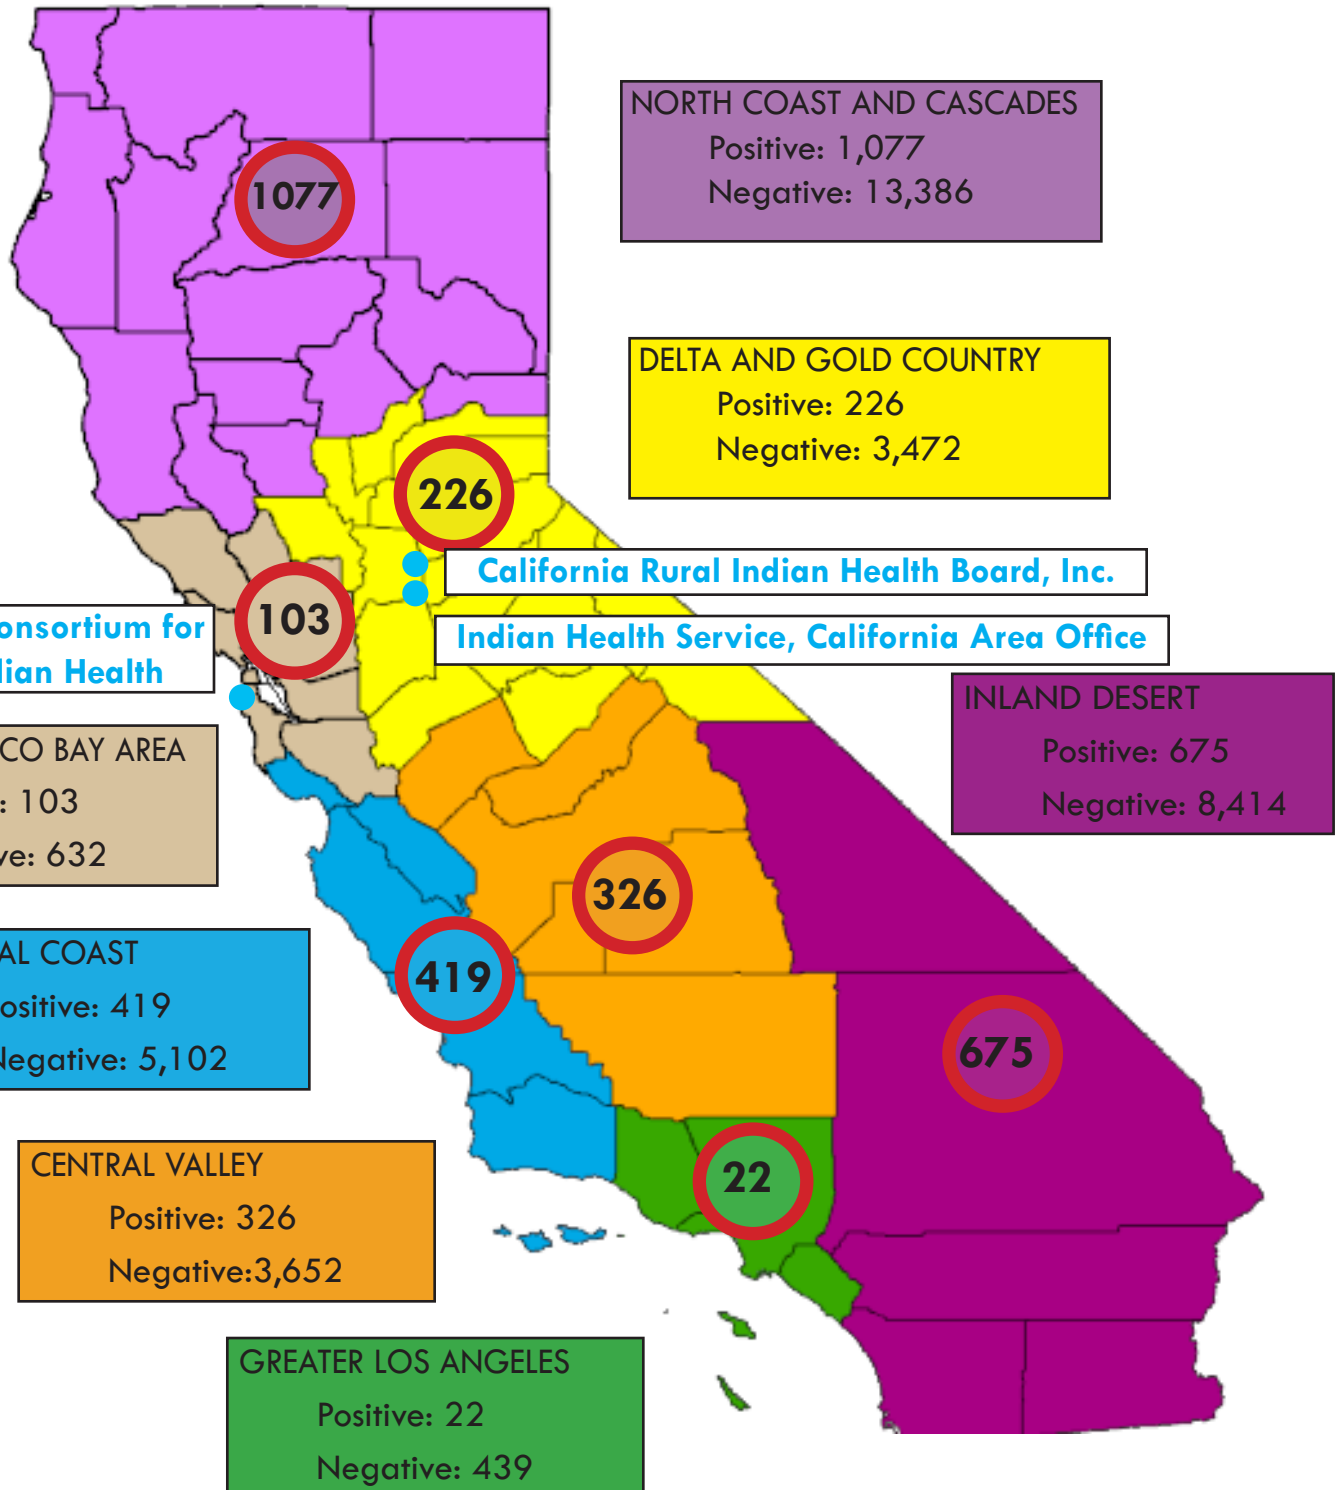 NORTH COAST AND CASCADES
Positive: 1,077
Negative: 13,386
1077
DELTA AND GOLD COUNTRY
Positive: 226
Negative: 3,472
226
California Rural Indian Health Board, Inc.
103
onsortium for
Indian Health Service, California Area Office
dian Health
INLAND DESERT
Positive: 675
Negative: 8,414
CO BAY AREA
: 103
ve: 632
326
AL COAST
ositive: 419
Negative: 5,102
419
675
CENTRAL VALLEY
Positive: 326
Negative:3,652
22
GREATER LOS ANGELES
Positive: 22
Negative: 439